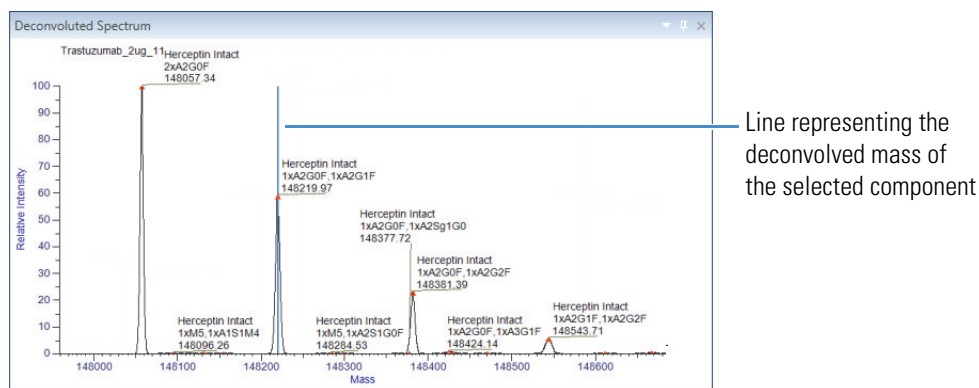 Deconvoluted Spectrum
Trastuzumab_2ug_11
Herceptin Intact
2xA2G0F
148057.34
Herceptin Intact
1xA2G0F,1xA2G1F
148219.97
Herceptin Intact
1xA2G0F,1xA2Sg1G0
148377.72
Herceptin Intact
1xA2G0F,1xA2G2F
148381.39
Herceptin Intact
1xM5,1xA1S1M4
148096.26
Herceptin Intact
1xM5,1xA2S1G0F
148284.53
Herceptin Intact
1xA2G0F,1xA3G1F
148424.14
Herceptin Intact
1xA2G1F,1xA2G2F
148543.71
Relative Intensity
100
90
80
70
60
50
40
30
20
10
0
148000
148100
148200
148300
148400
148500
148600
Mass
Line representing the
deconvolved mass of
the selected component